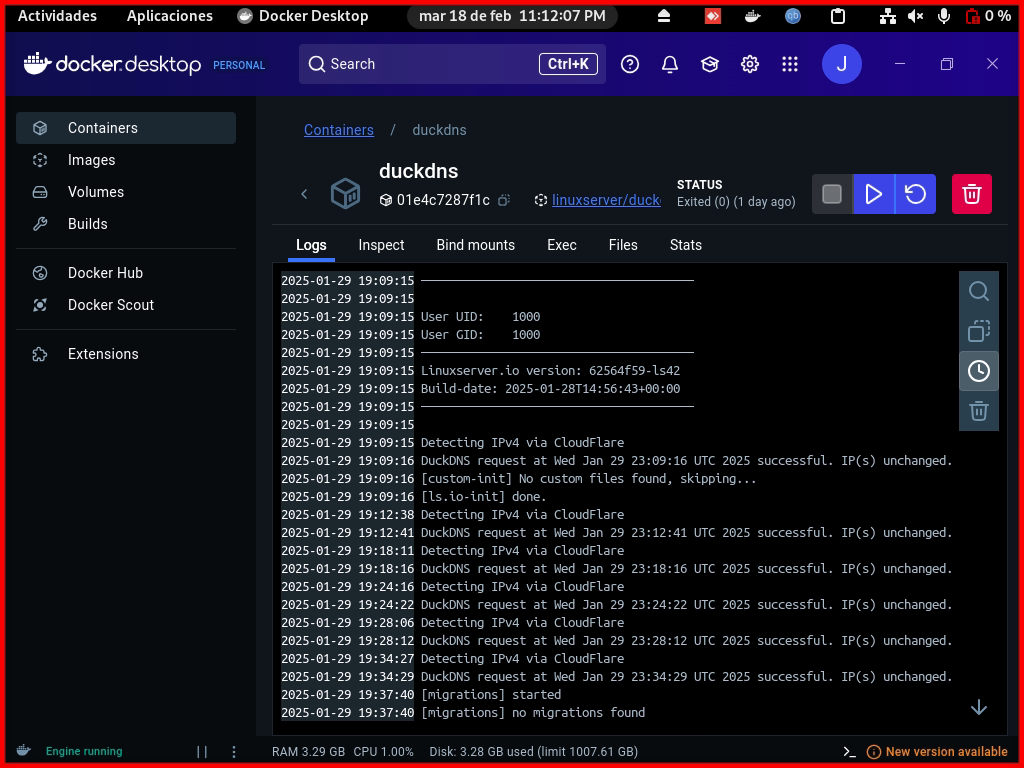 Actividades Aplicaciones Docker Desktop mar 18 de feb 11:12:07 PM qb 0 %
docker.desktop PERSONAL Search Ctrl+K J
Containers
Images
Volumes
Builds
Docker Hub
Docker Scout
Extensions
Containers / duckdns
duckdns
01e4c7287f1c linuxserver/duck
STATUS
Exited (0) (1 day ago)
Logs Inspect Bind mounts Exec Files Stats
2025-01-29 19:09:15 ───────────────────────────────────────
2025-01-29 19:09:15
2025-01-29 19:09:15 User UID:    1000
2025-01-29 19:09:15 User GID:    1000
2025-01-29 19:09:15 ───────────────────────────────────────
2025-01-29 19:09:15 Linuxserver.io version: 62564f59-ls42
2025-01-29 19:09:15 Build-date: 2025-01-28T14:56:43+00:00
2025-01-29 19:09:15 ───────────────────────────────────────
2025-01-29 19:09:15
2025-01-29 19:09:15 Detecting IPv4 via CloudFlare
2025-01-29 19:09:16 DuckDNS request at Wed Jan 29 23:09:16 UTC 2025 successful. IP(s) unchanged.
2025-01-29 19:09:16 [custom-init] No custom files found, skipping...
2025-01-29 19:09:16 [ls.io-init] done.
2025-01-29 19:12:38 Detecting IPv4 via CloudFlare
2025-01-29 19:12:41 DuckDNS request at Wed Jan 29 23:12:41 UTC 2025 successful. IP(s) unchanged.
2025-01-29 19:18:11 Detecting IPv4 via CloudFlare
2025-01-29 19:18:16 DuckDNS request at Wed Jan 29 23:18:16 UTC 2025 successful. IP(s) unchanged.
2025-01-29 19:24:16 Detecting IPv4 via CloudFlare
2025-01-29 19:24:22 DuckDNS request at Wed Jan 29 23:24:22 UTC 2025 successful. IP(s) unchanged.
2025-01-29 19:28:06 Detecting IPv4 via CloudFlare
2025-01-29 19:28:12 DuckDNS request at Wed Jan 29 23:28:12 UTC 2025 successful. IP(s) unchanged.
2025-01-29 19:34:27 Detecting IPv4 via CloudFlare
2025-01-29 19:34:29 DuckDNS request at Wed Jan 29 23:34:29 UTC 2025 successful. IP(s) unchanged.
2025-01-29 19:37:40 [migrations] started
2025-01-29 19:37:40 [migrations] no migrations found
Engine running RAM 3.29 GB CPU 1.00% Disk: 3.28 GB used (limit 1007.61 GB) New version available